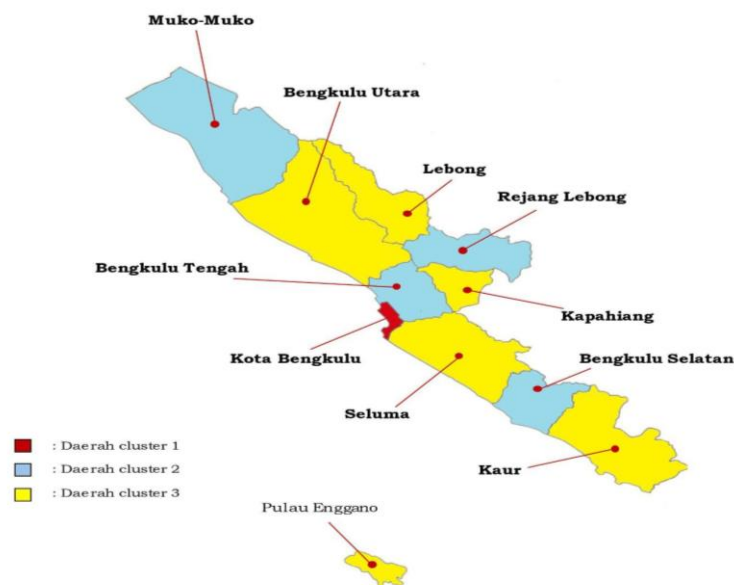 Muko-Muko
Bengkulu Utara
Lebong
Rejang Lebong
Bengkulu Tengah
Kapahiang
Kota Bengkulu
Bengkulu Selatan
Seluma
Kaur
: Daerah cluster 1
: Daerah cluster 2
: Daerah cluster 3
Pulau Enggano